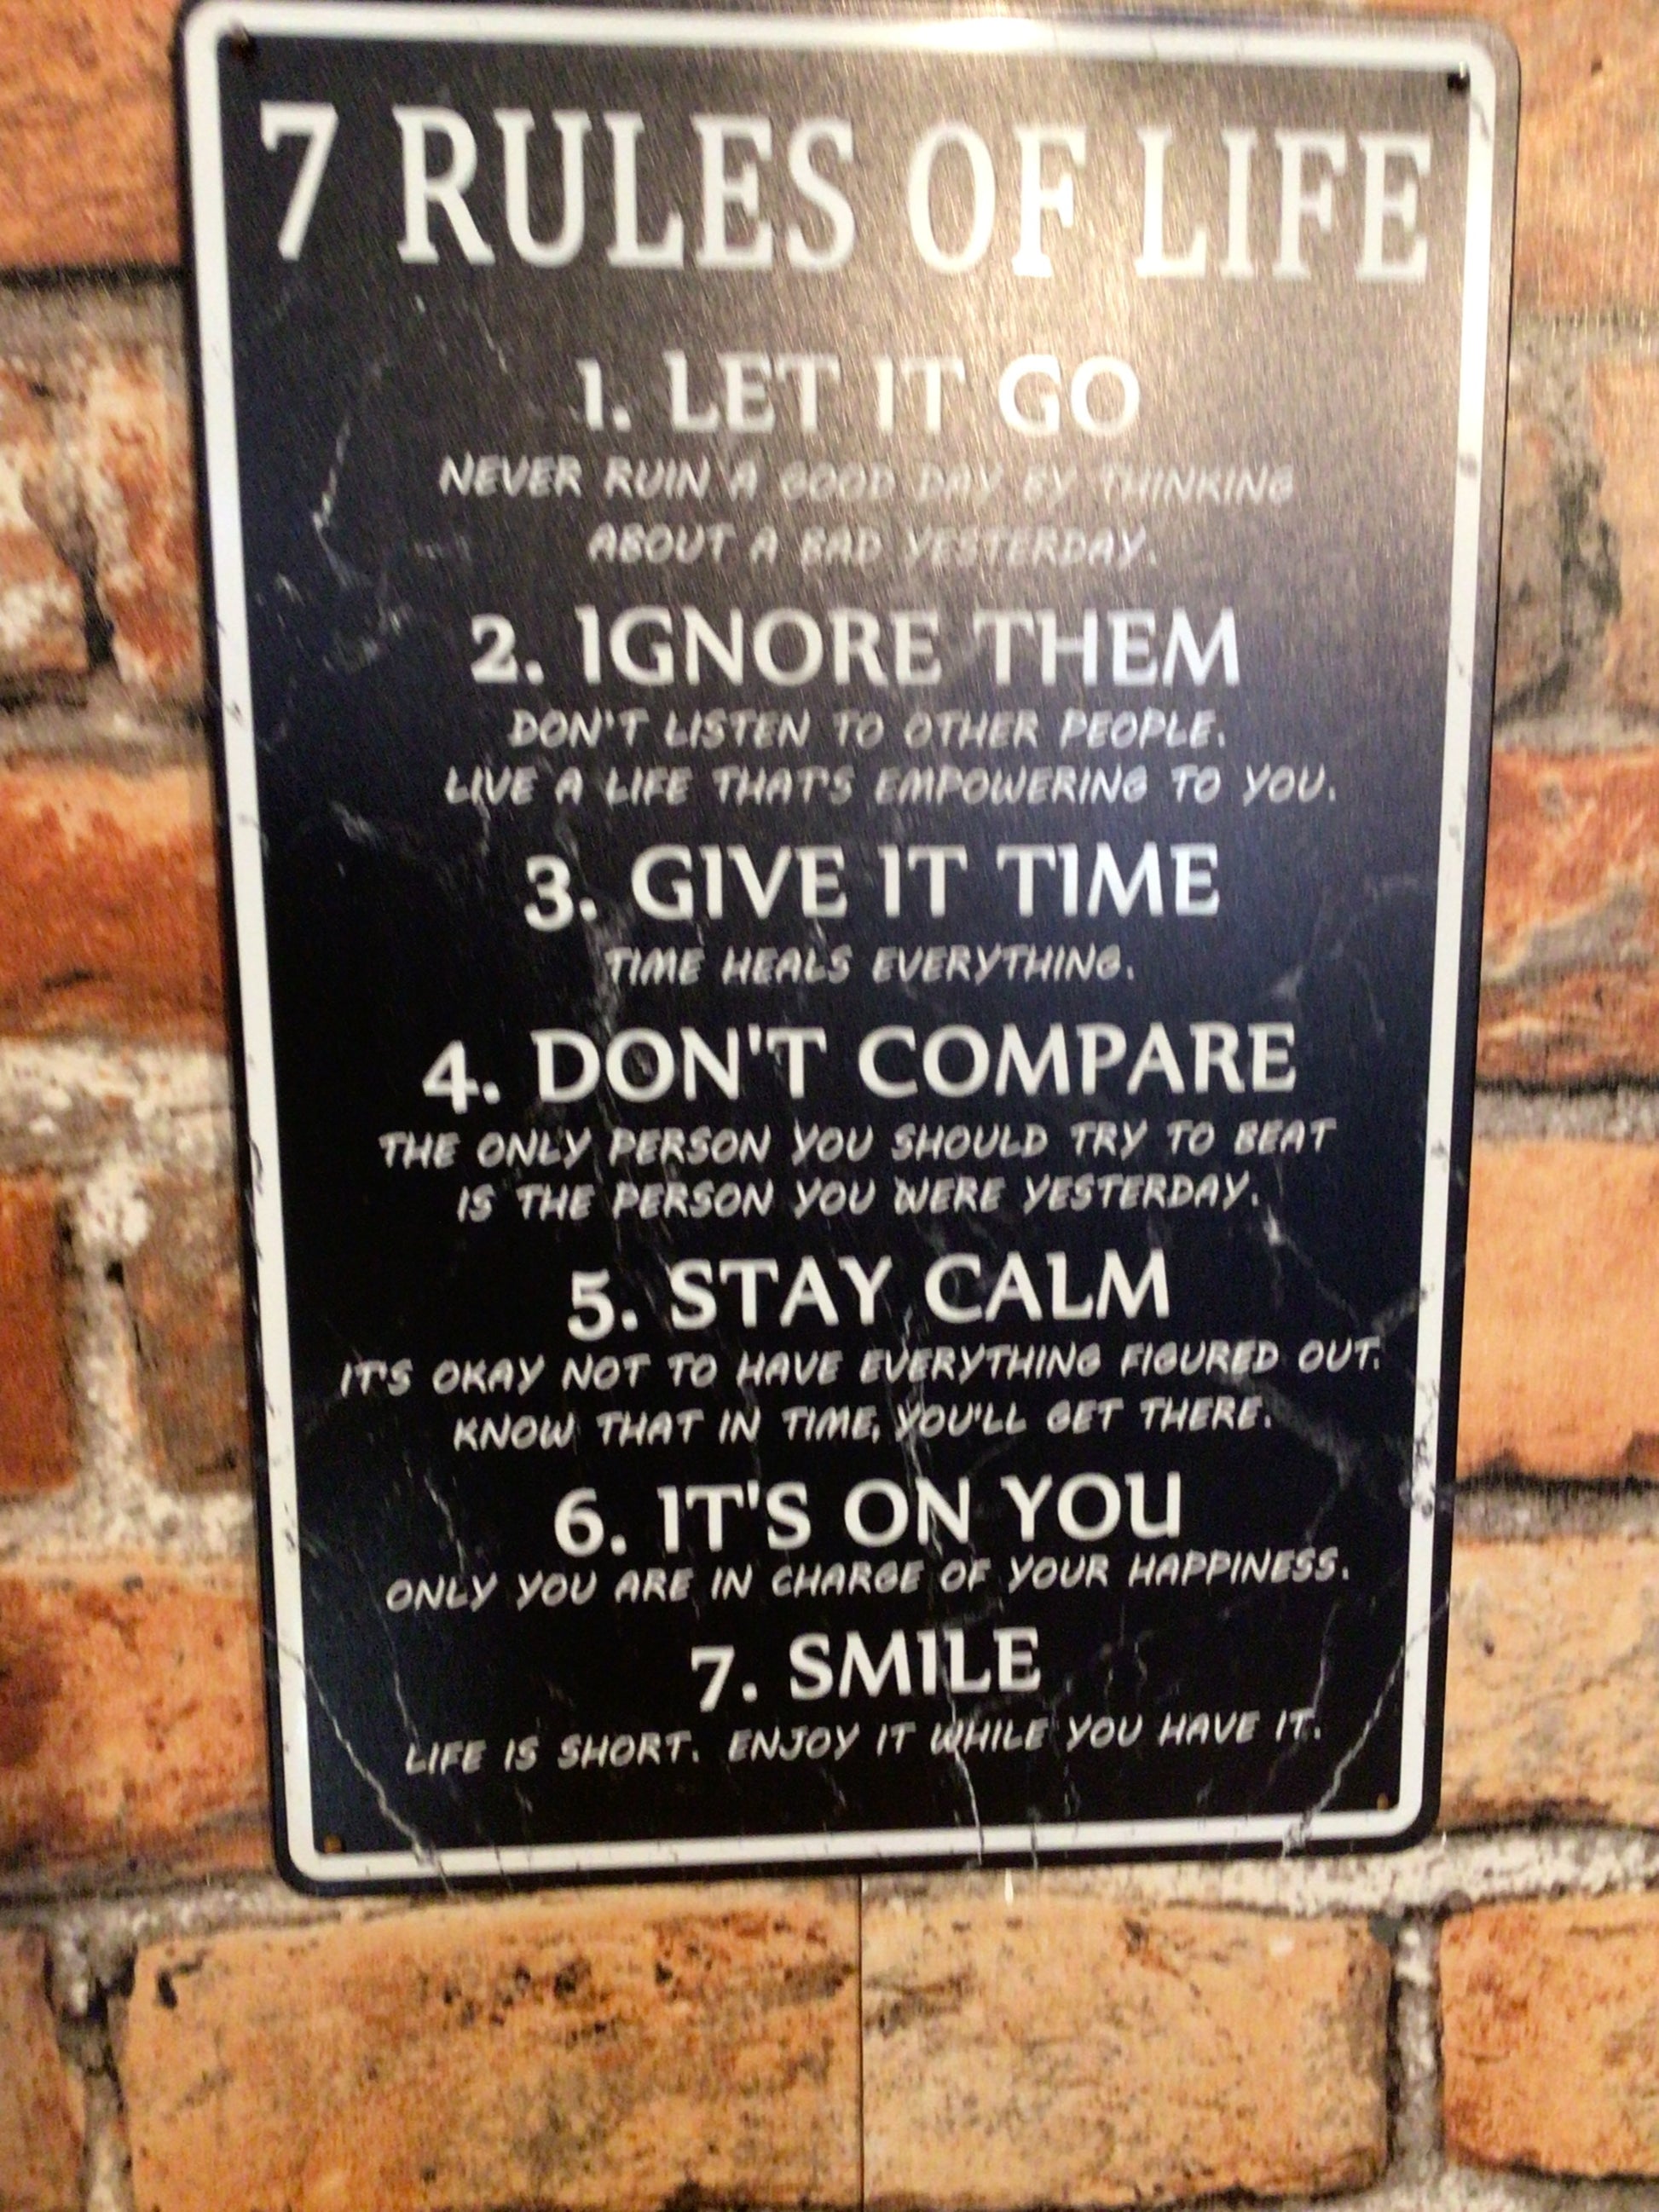 7 RULES OF LIFE
1. LET IT GO
NEVER RUIN A GOOD DAY BY THINKING
ABOUT A BAD YESTERDAY.
2. IGNORE THEM
DON'T LISTEN TO OTHER PEOPLE.
LIVE A LIFE THAT'S EMPOWERING TO YOU.
3. GIVE IT TIME
TIME HEALS EVERYTHING.
4. DON'T COMPARE
THE ONLY PERSON YOU SHOULD TRY TO BEAT
IS THE PERSON YOU WERE YESTERDAY.
5. STAY CALM
IT'S OKAY NOT TO HAVE EVERYTHING FIGURED OUT.
KNOW THAT IN TIME, YOU'LL GET THERE.
6. IT'S ON YOU
ONLY YOU ARE IN CHARGE OF YOUR HAPPINESS.
7. SMILE
LIFE IS SHORT. ENJOY IT WHILE YOU HAVE IT.